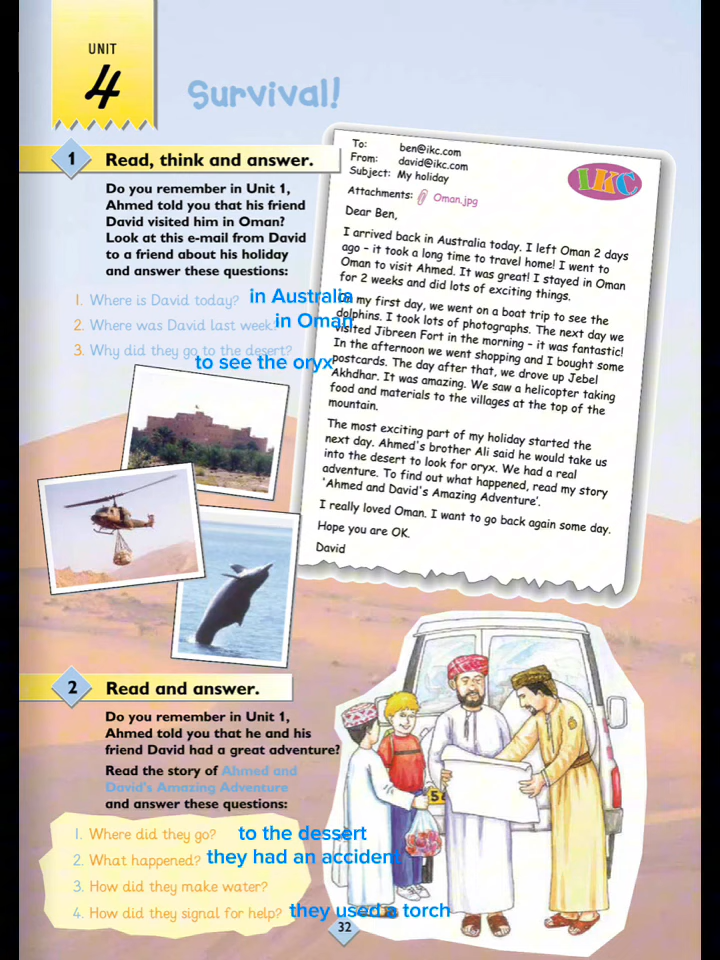 UNIT
4
Survival!
1 Read, think and answer.
Do you remember in Unit 1,
Ahmed told you that his friend
David visited him in Oman?
Look at this e-mail from David
to a friend about his holiday
and answer these questions:
1. Where is David today? in Australia
2. Where was David last week? in Oman
3. Why did they go to the desert?
to see the oryx
To: ben@ikc.com
From: david@ikc.com
Subject: My holiday
IKC
Attachments: Oman.jpg
Dear Ben,
I arrived back in Australia today. I left Oman 2 days
ago – it took a long time to travel home! I went to
Oman to visit Ahmed. It was great! I stayed in Oman
for 2 weeks and did lots of exciting things.
On my first day, we went on a boat trip to see the
dolphins. I took lots of photographs. The next day we
visited Jibreen Fort in the morning – it was fantastic!
In the afternoon we went shopping and I bought some
postcards. The day after that, we drove up Jebel
Akhdhar. It was amazing. We saw a helicopter taking
food and materials to the villages at the top of the
mountain.
The most exciting part of my holiday started the
next day. Ahmed's brother Ali said he would take us
into the desert to look for oryx. We had a real
adventure. To find out what happened, read my story
'Ahmed and David's Amazing Adventure'.
I really loved Oman. I want to go back again some day.
Hope you are OK.
David
2 Read and answer.
Do you remember in Unit 1,
Ahmed told you that he and his
friend David had a great adventure?
Read the story of Ahmed and
David's Amazing Adventure
and answer these questions:
1. Where did they go? to the dessert
2. What happened? they had an accident
3. How did they make water?
4. How did they signal for help? they used a torch
32